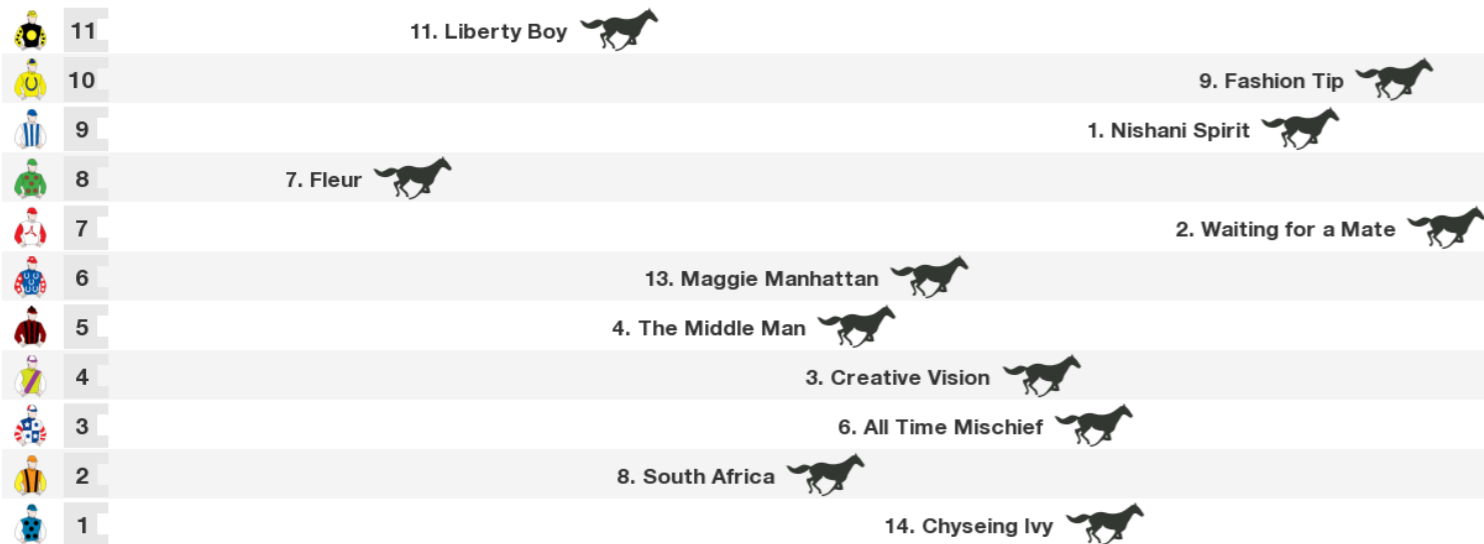 11 11. Liberty Boy
10 9. Fashion Tip
9 1. Nishani Spirit
8 7. Fleur
7 2. Waiting for a Mate
6 13. Maggie Manhattan
5 4. The Middle Man
4 3. Creative Vision
3 6. All Time Mischief
2 8. South Africa
1 14. Chyseing Ivy